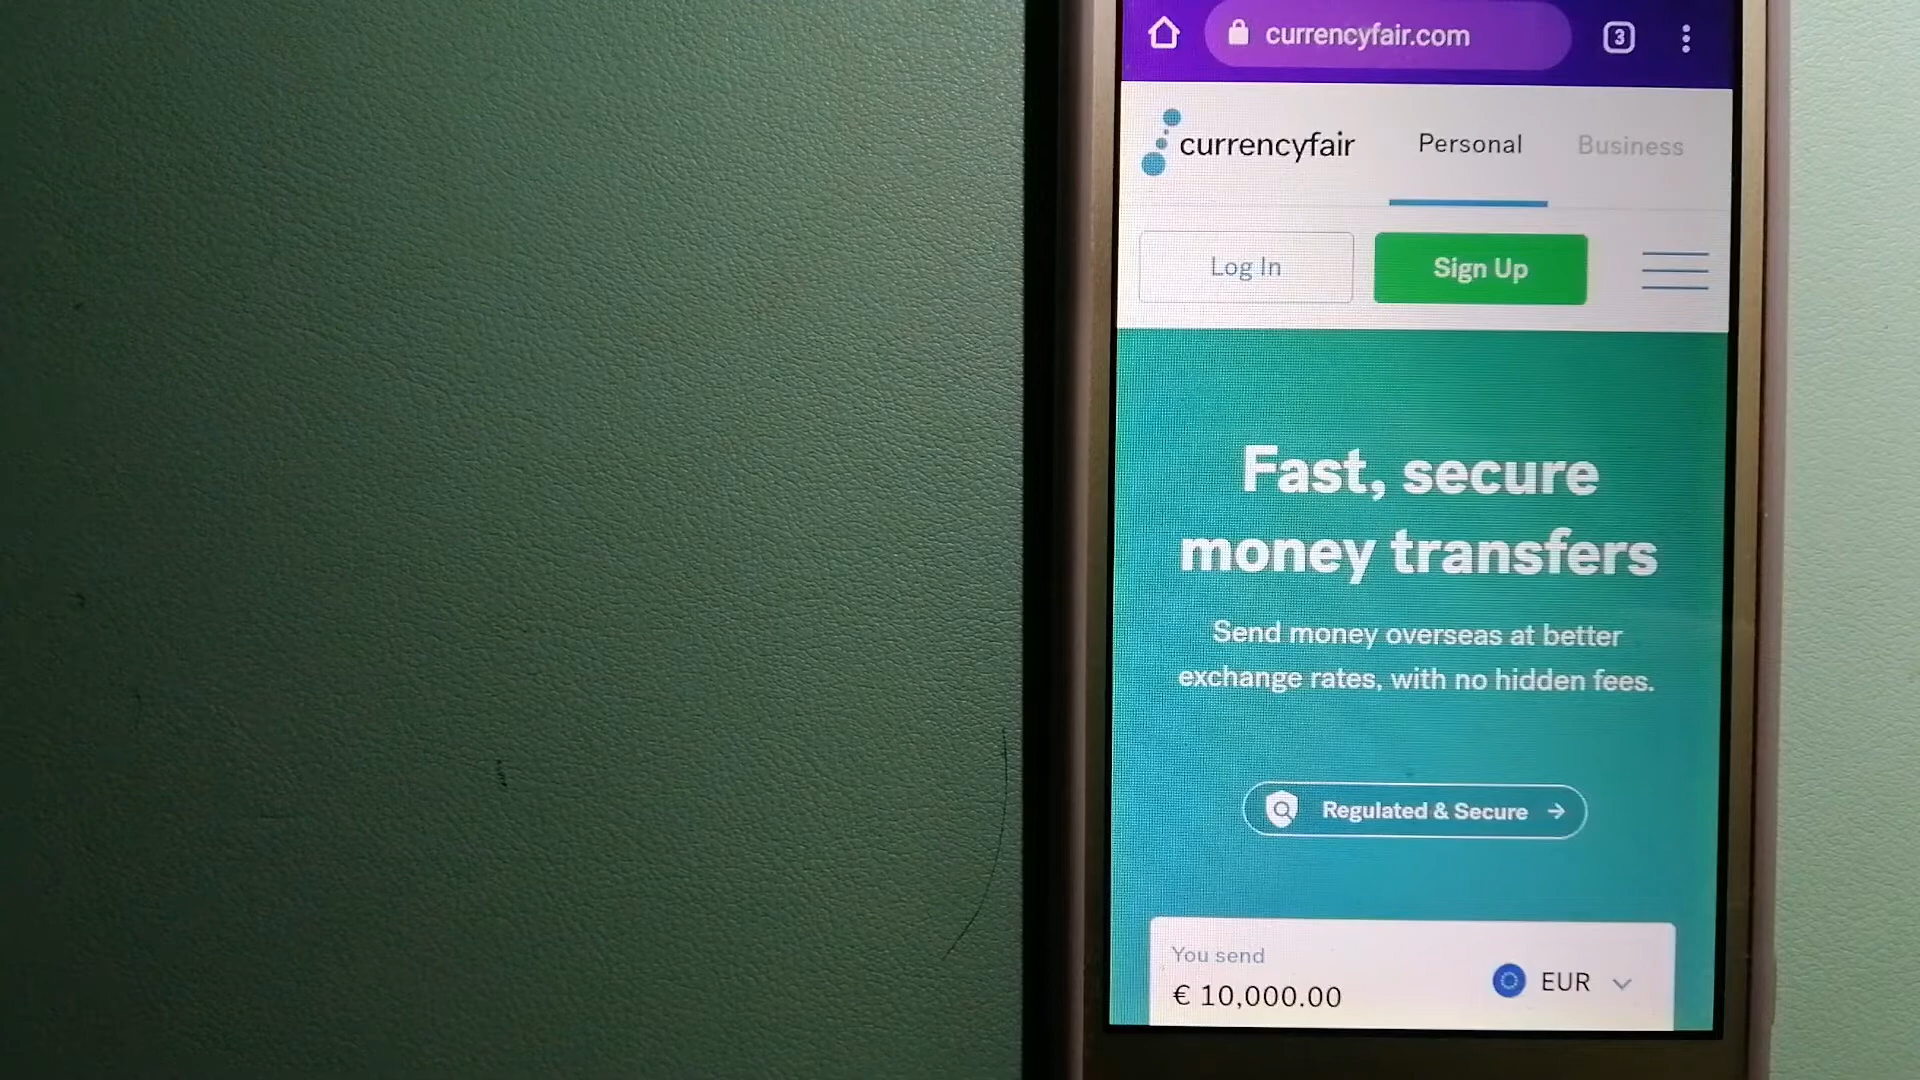 currencyfair.com
3
currencyfair
Personal
Business
Log In
Sign Up
Fast, secure
money transfers
Send money overseas at better
exchange rates, with no hidden fees.
Regulated & Secure →
You send
€ 10,000.00
EUR